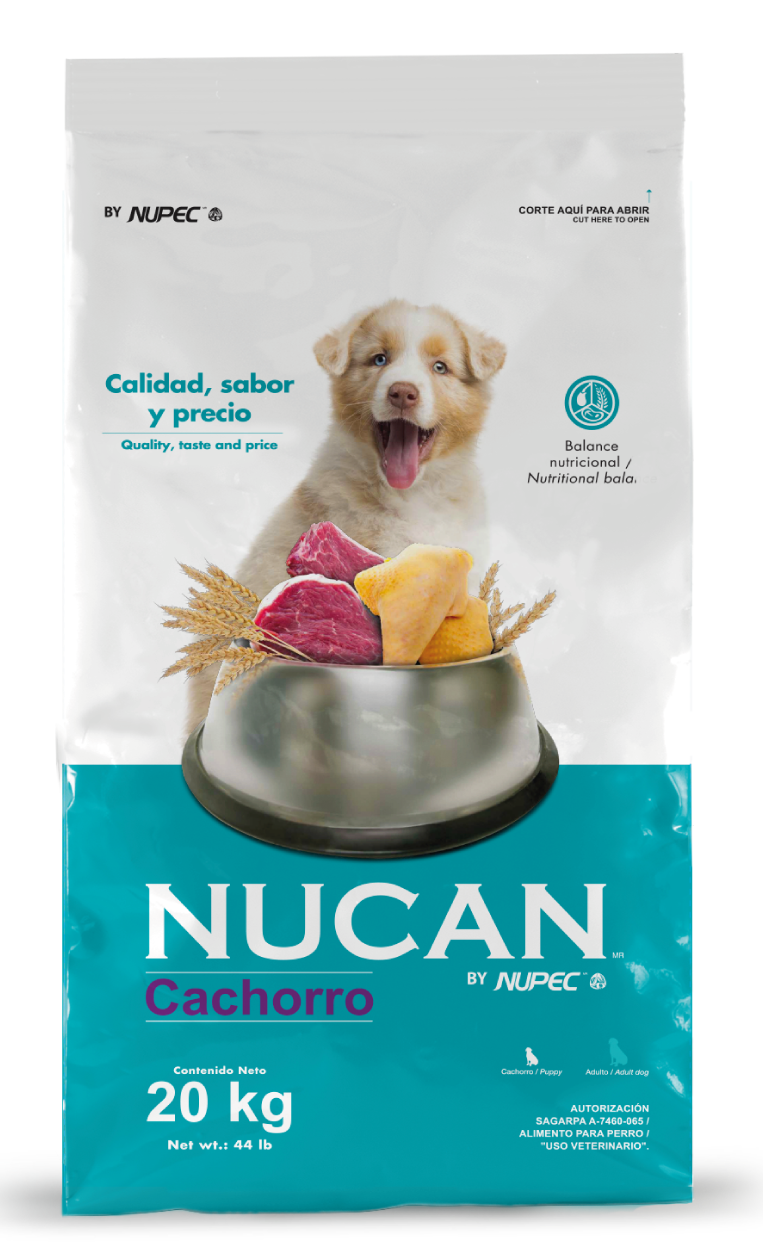 BY NUPEC
CORTE AQUÍ PARA ABRIR
CUT HERE TO OPEN
Calidad, sabor
y precio
Quality, taste and price
Balance
nutricional /
Nutritional bala
NUCAN
MR
BY NUPEC
Cachorro
Contenido Neto
20 kg
Net wt.: 44 lb
Cachorro / Puppy
Adulto / Adult dog
AUTORIZACIÓN
SAGARPA A-7460-065 /
ALIMENTO PARA PERRO /
"USO VETERINARIO".